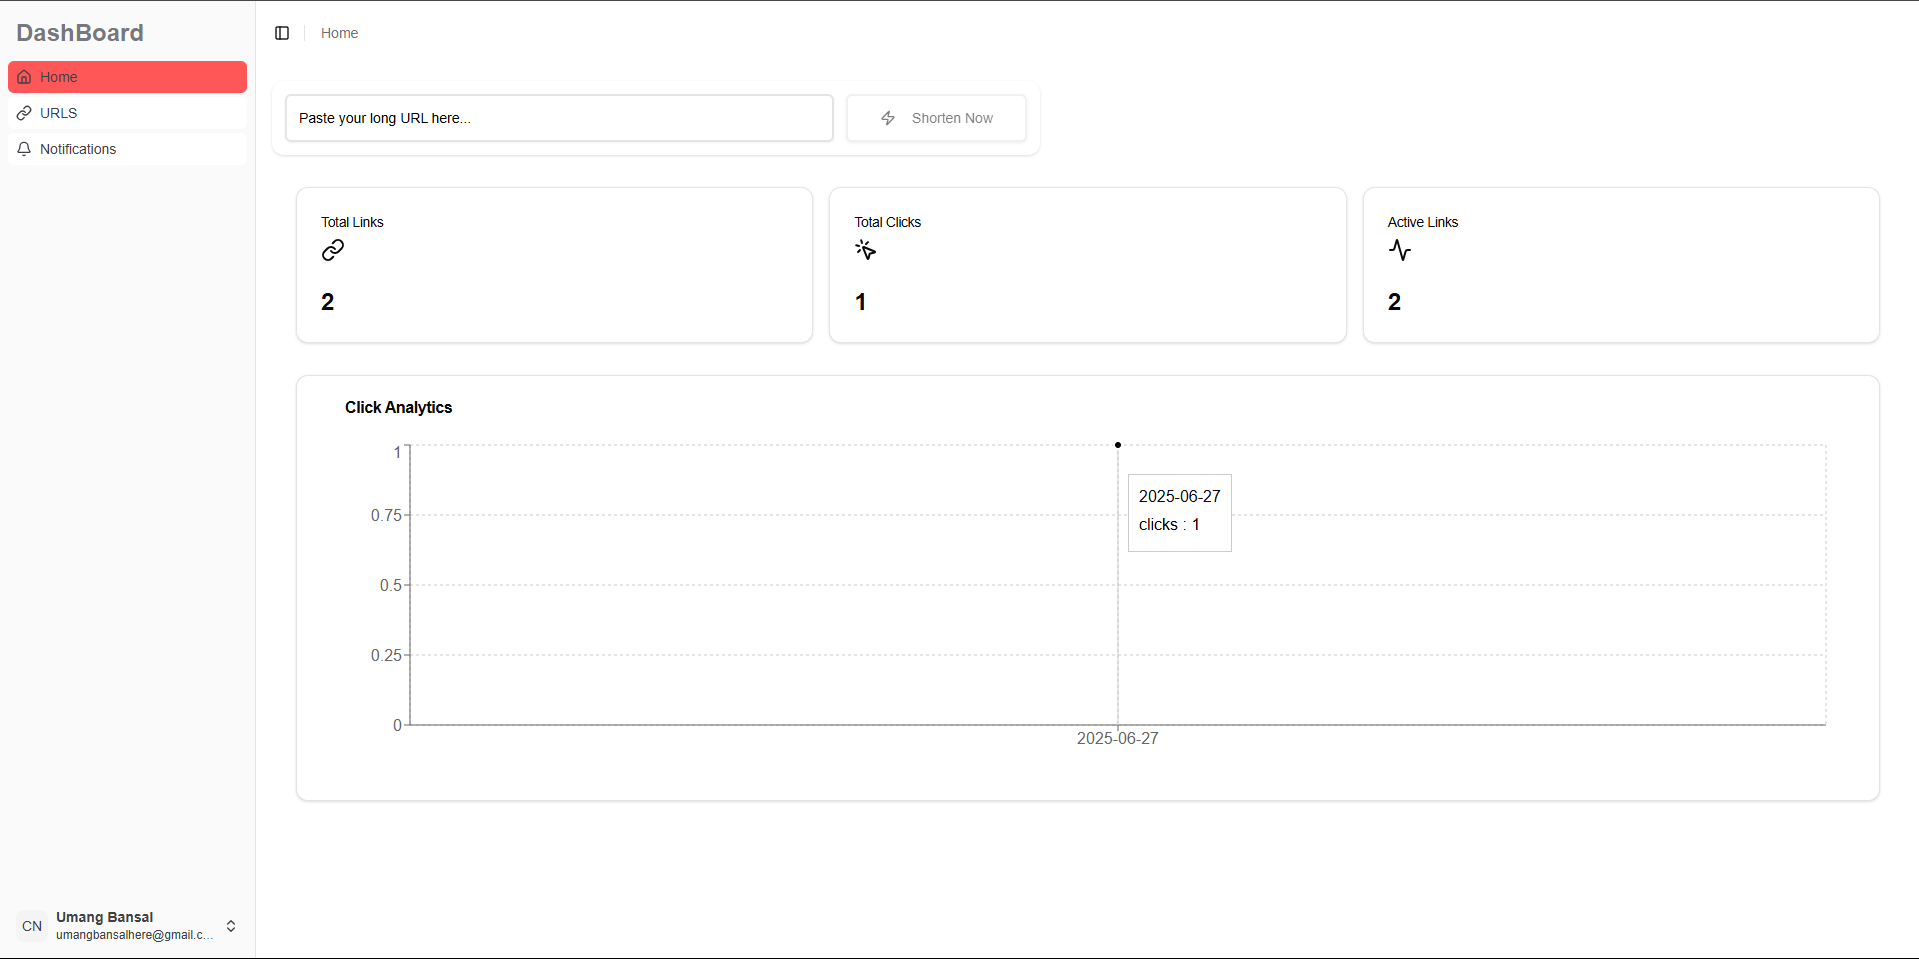 DashBoard
Home
URLS
Notifications
Home
Paste your long URL here...
Shorten Now
Total Links
2
Total Clicks
1
Active Links
2
Click Analytics
1
0.75
0.5
0.25
0
2025-06-27
clicks : 1
2025-06-27
CN
Umang Bansal
umangbansalhere@gmail.c...